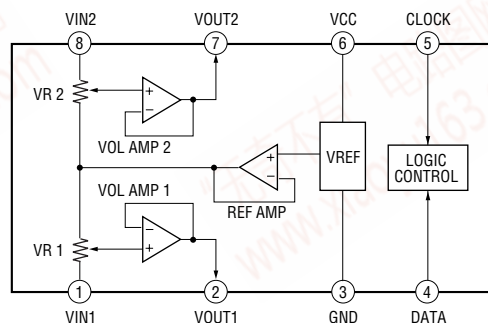 VIN2 VOUT2 VCC CLOCK
8 7 6 5
VR 2
+
−
VOL AMP 2
+
−
VREF
LOGIC
CONTROL
VOL AMP 1
REF AMP
−
+
VR 1
1 2 3 4
VIN1 VOUT1 GND DATA